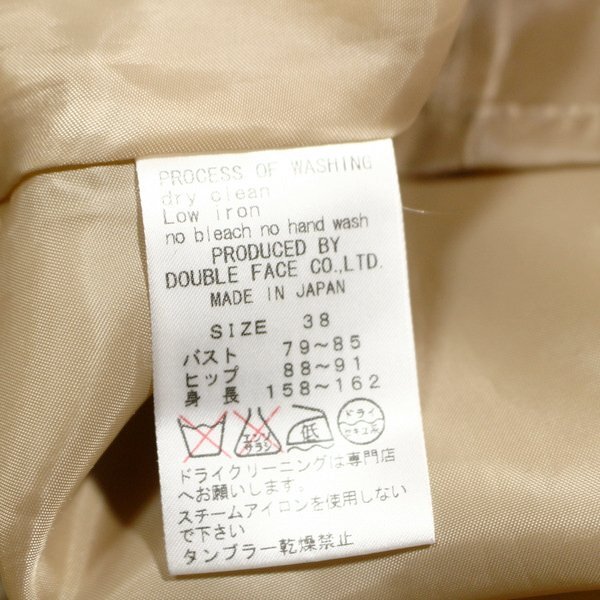 PROCESS OF WASHING
dry clean
Low iron
no bleach no hand wash
PRODUCED BY
DOUBLE FACE CO.,LTD.
MADE IN JAPAN
SIZE 38
バスト 79〜85
ヒップ 88〜91
身長 158〜162
エンソ サラシ 低 ドライ
ドライクリーニングは専門店
へお願いします。
スチームアイロンを使用しない
で下さい
タンブラー乾燥禁止